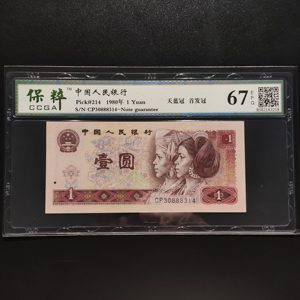 保粹
CCGA
中国人民银行
Pick#214 1980年 1 Yuan
S/N CP30888314-Note guarantee
天蓝冠 首发冠
67 EPQ
中国人民银行
壹圆
1
1
CP30888314